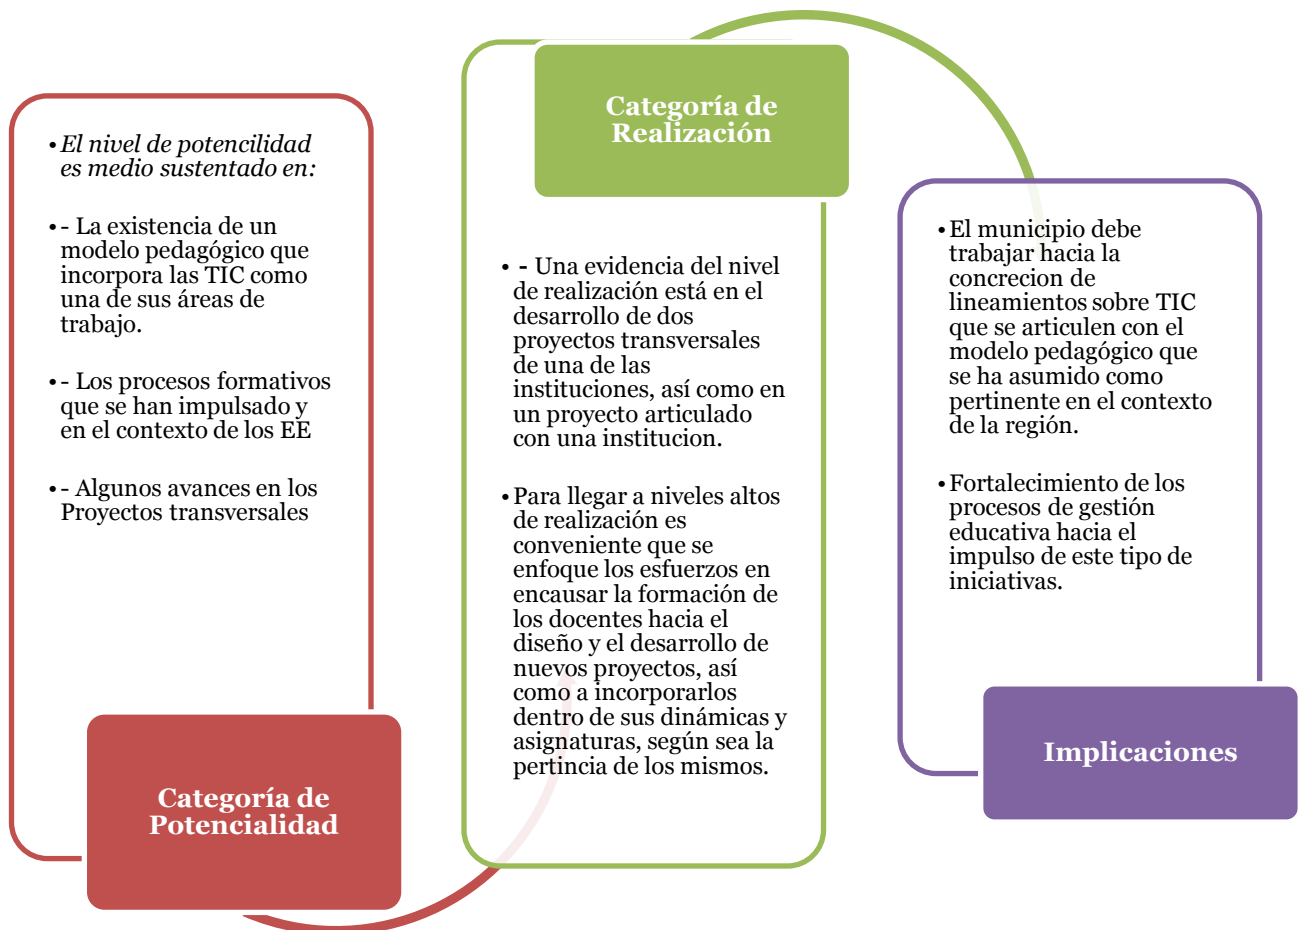 •El nivel de potencilidad
es medio sustentado en:
•- La existencia de un
modelo pedagógico que
incorpora las TIC como
una de sus áreas de
trabajo.
•- Los procesos formativos
que se han impulsado y
en el contexto de los EE
•- Algunos avances en los
Proyectos transversales
Categoría de
Potencialidad
Categoría de
Realización
• - Una evidencia del nivel
de realización está en el
desarrollo de dos
proyectos transversales
de una de las
instituciones, así como en
un proyecto articulado
con una institucion.
•Para llegar a niveles altos
de realización es
conveniente que se
enfoque los esfuerzos en
encausar la formación de
los docentes hacia el
diseño y el desarrollo de
nuevos proyectos, así
como a incorporarlos
dentro de sus dinámicas y
asignaturas, según sea la
pertincia de los mismos.
•El municipio debe
trabajar hacia la
concrecion de
lineamientos sobre TIC
que se articulen con el
modelo pedagógico que
se ha asumido como
pertinente en el contexto
de la región.
•Fortalecimiento de los
procesos de gestión
educativa hacia el
impulso de este tipo de
iniciativas.
Implicaciones